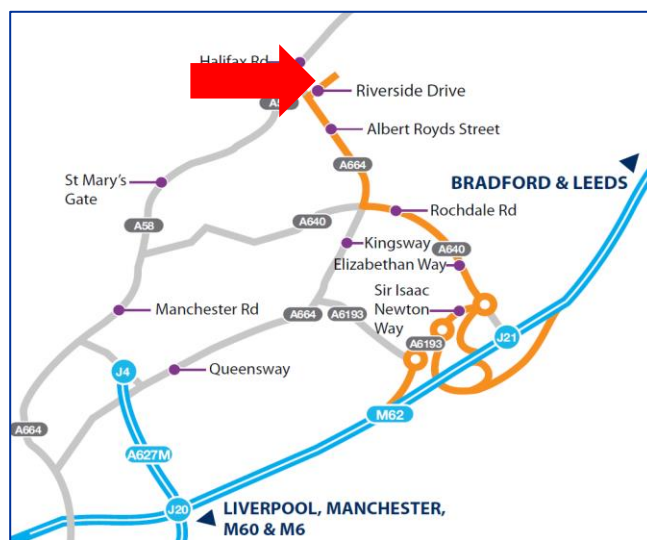 Halifax Rd
Riverside Drive
Albert Royds Street
A664
BRADFORD & LEEDS
St Mary's
Gate
Rochdale Rd
A640
A58
Kingsway
A640
Elizabethan Way
Sir Isaac
Newton
Way
Manchester Rd
A664
A6193
A6193
J21
J4
Queensway
M62
A664
A627M
J20
LIVERPOOL, MANCHESTER,
M60 & M6